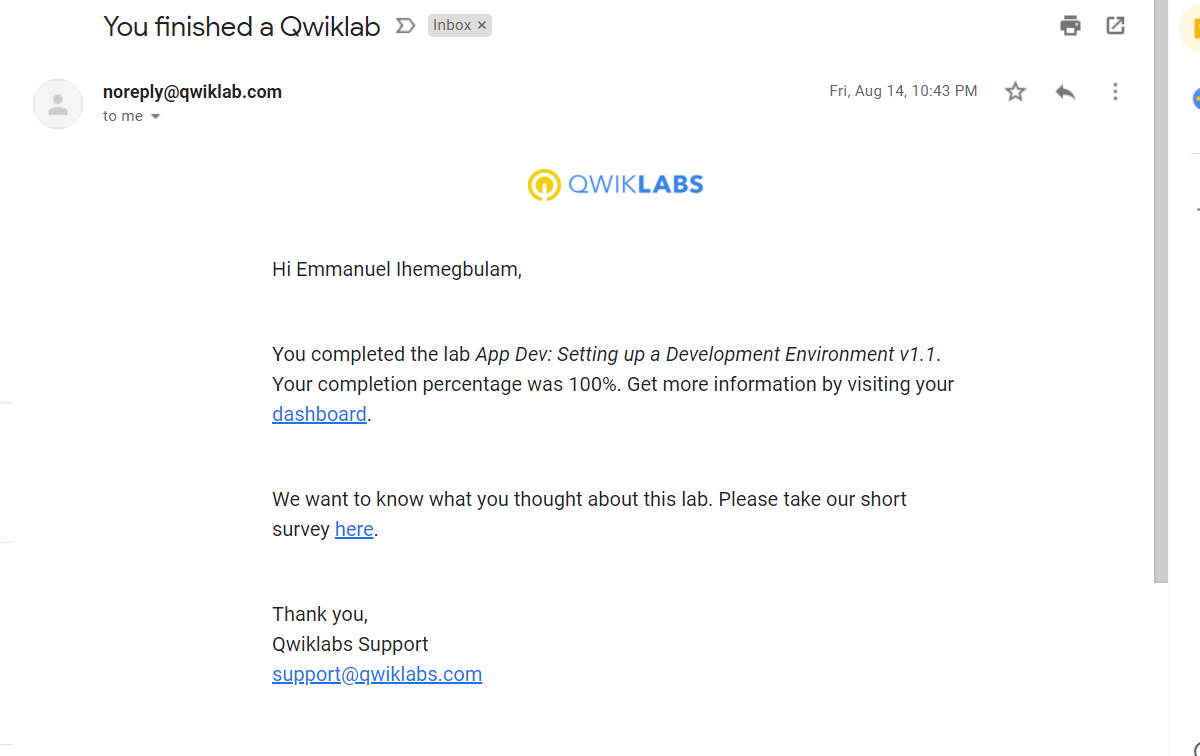 You finished a Qwiklab
Inbox ×
noreply@qwiklab.com
Fri, Aug 14, 10:43 PM
to me
QWIKLABS
Hi Emmanuel Ihemegbulam,
You completed the lab App Dev: Setting up a Development Environment v1.1.
Your completion percentage was 100%. Get more information by visiting your
dashboard.
We want to know what you thought about this lab. Please take our short
survey here.
Thank you,
Qwiklabs Support
support@qwiklabs.com